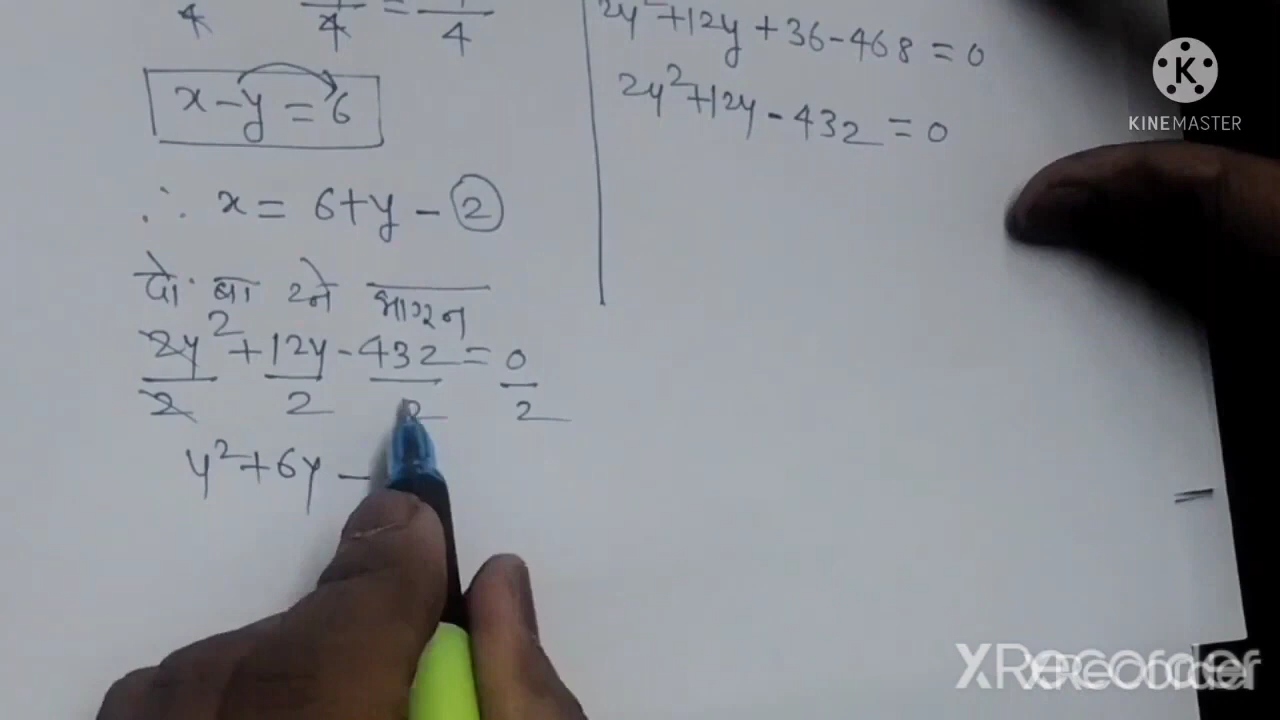 x - y = 6
∴ x = 6+y - ②
2y² + 12y - 432 = 0
2 2 2 2
y² + 6y -
2y² + 12y + 36 - 468 = 0
2y² + 12y - 432 = 0
K
KINEMASTER
XRecorder